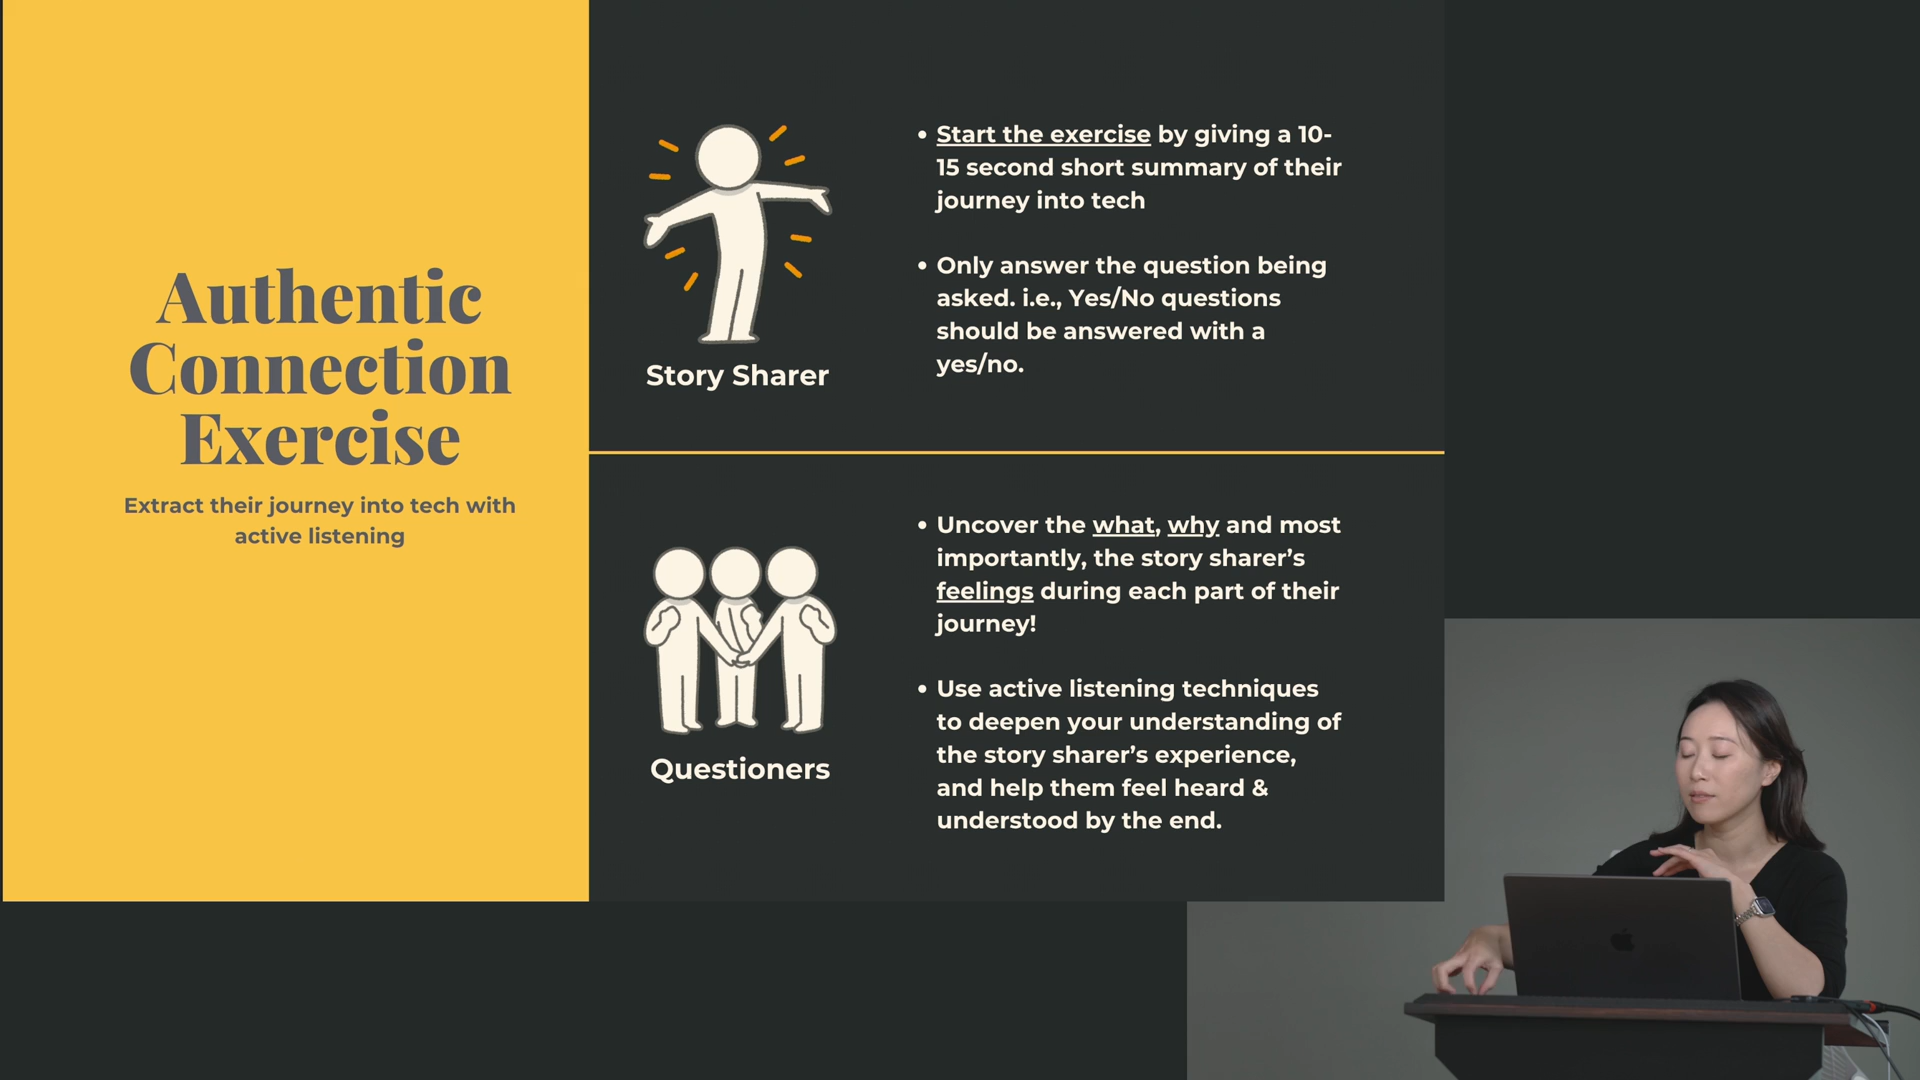 Authentic
Connection
Exercise
Extract their journey into tech with
active listening
Story Sharer
• Start the exercise by giving a 10-
15 second short summary of their
journey into tech
• Only answer the question being
asked. i.e., Yes/No questions
should be answered with a
yes/no.
Questioners
• Uncover the what, why and most
importantly, the story sharer’s
feelings during each part of their
journey!
• Use active listening techniques
to deepen your understanding of
the story sharer’s experience,
and help them feel heard &
understood by the end.